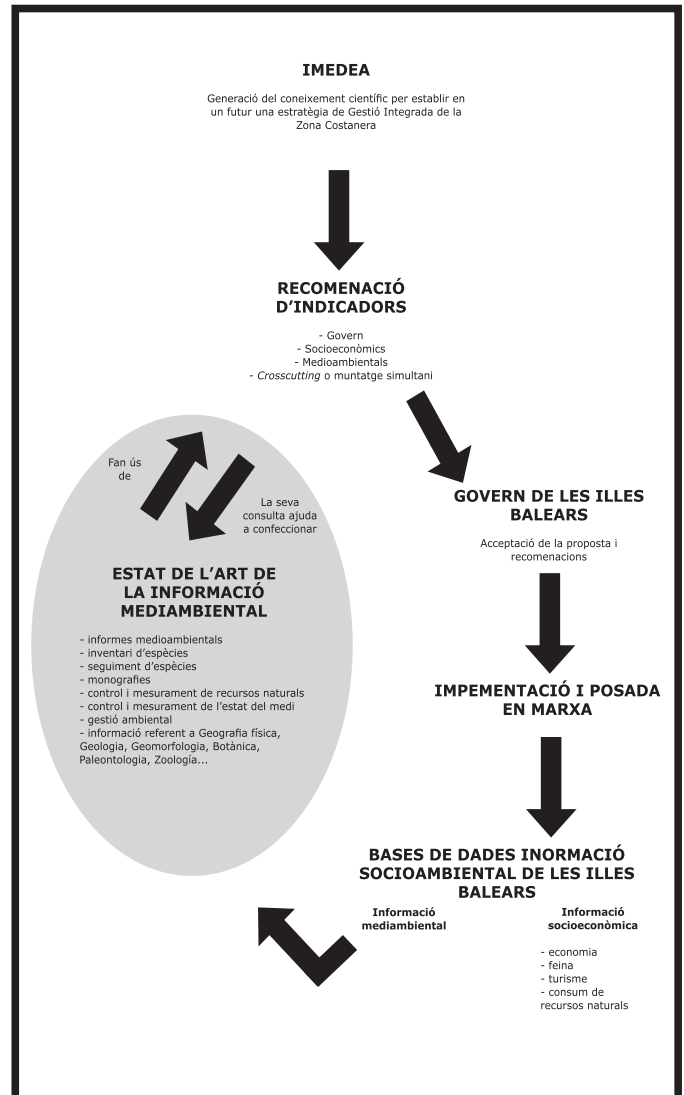 IMEDEA
Generació del coneixement científic per establir en
un futur una estratègia de Gestió Integrada de la
Zona Costanera
RECOMENACIÓ
D'INDICADORS
- Govern
- Socioeconòmics
- Medioambientals
- Crosscutting o muntatge simultani
Fan ús
de
La seva
consulta ajuda
a confeccionar
ESTAT DE L'ART DE
LA INFORMACIÓ
MEDIAMBIENTAL
- informes medioambientals
- inventari d'espècies
- seguiment d'espècies
- monografies
- control i mesurament de recursos naturals
- control i mesurament de l'estat del medi
- gestió ambiental
- informació referent a Geografia física,
Geologia, Geomorfologia, Botànica,
Paleontologia, Zoología...
GOVERN DE LES ILLES
BALEARS
Acceptació de la proposta i
recomenacions
IMPEMENTACIÓ I POSADA
EN MARXA
BASES DE DADES INORMACIÓ
SOCIOAMBIENTAL DE LES ILLES
BALEARS
Informació
mediambiental
Informació
socioeconòmica
- economia
- feina
- turisme
- consum de
recursos naturals